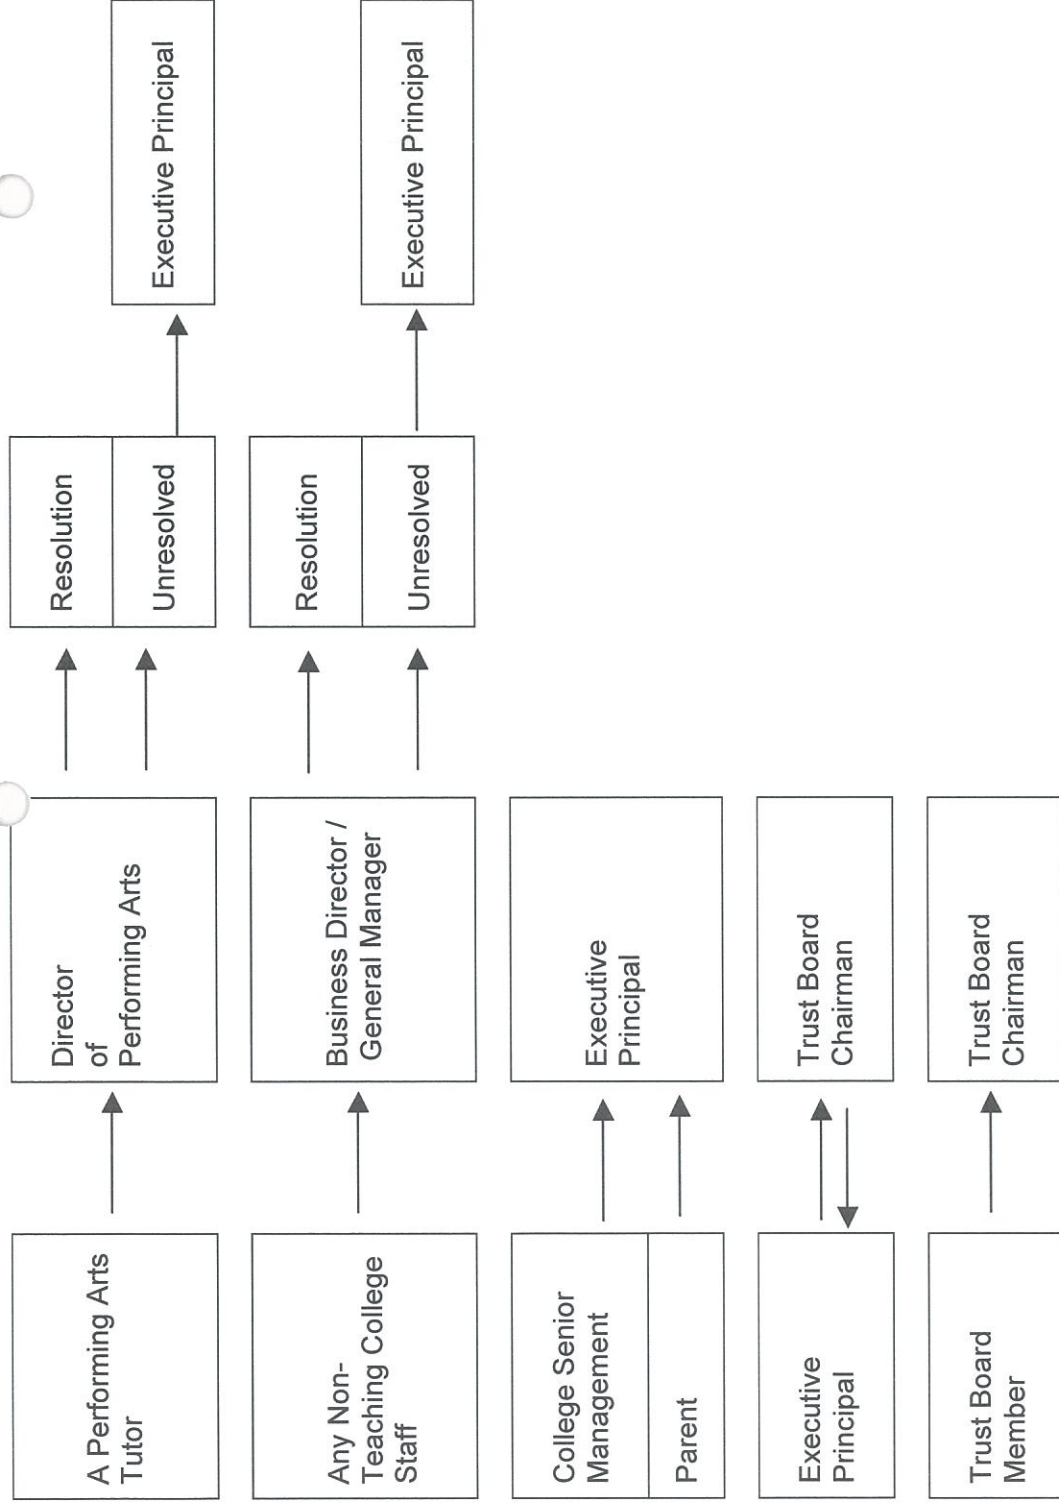 A Performing Arts
Tutor
Director
of
Performing Arts
Resolution
Unresolved
Executive Principal
Any Non-
Teaching College
Staff
Business Director /
General Manager
Resolution
Unresolved
Executive Principal
College Senior
Management
Parent
Executive
Principal
Executive
Principal
Trust Board
Chairman
Trust Board
Member
Trust Board
Chairman